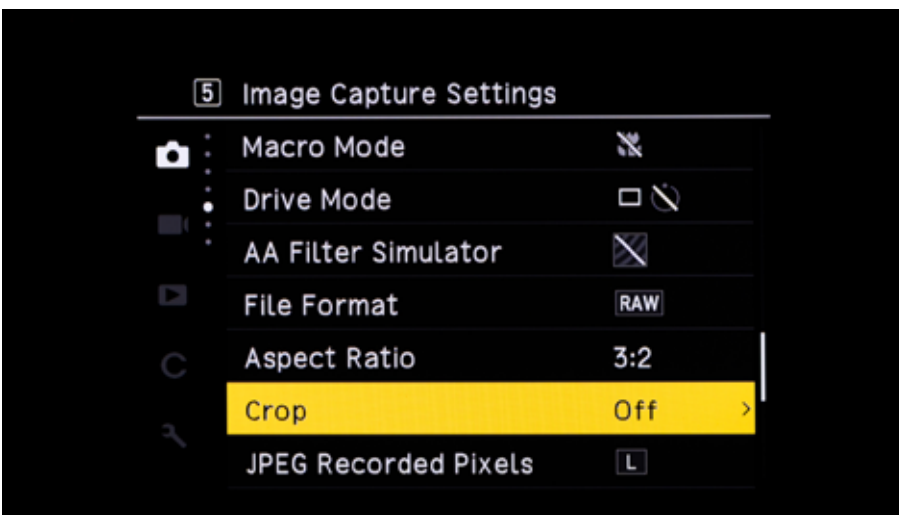 5 Image Capture Settings
Macro Mode
Drive Mode
AA Filter Simulator
File Format RAW
Aspect Ratio 3:2
C
Crop Off >
JPEG Recorded Pixels L